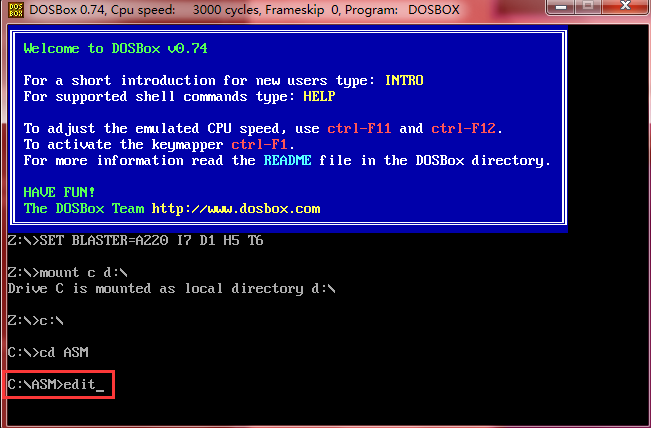 DOSBox 0.74, Cpu speed: 3000 cycles, Frameskip 0, Program: DOSBOX
DOS
BOX
Welcome to DOSBox v0.74
For a short introduction for new users type: INTRO
For supported shell commands type: HELP
To adjust the emulated CPU speed, use ctrl-F11 and ctrl-F12.
To activate the keymapper ctrl-F1.
For more information read the README file in the DOSBox directory.
HAVE FUN!
The DOSBox Team http://www.dosbox.com
Z:\>SET BLASTER=A220 I7 D1 H5 T6
Z:\>mount c d:\
Drive C is mounted as local directory d:\
Z:\>c:\
C:\>cd ASM
C:\ASM>edit_